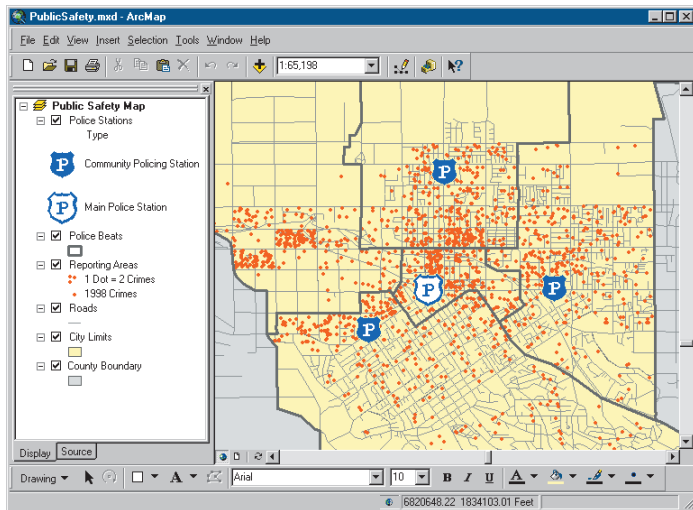 PublicSafety.mxd - ArcMap
File Edit View Insert Selection Tools Window Help
1:65,198
Public Safety Map
Police Stations
Type
P Community Policing Station
P Main Police Station
Police Beats
Reporting Areas
1 Dot = 2 Crimes
1998 Crimes
Roads
City Limits
County Boundary
P
P
P
P
Display Source
Drawing A Arial 10 B I U A
6820648.22 1834103.01 Feet